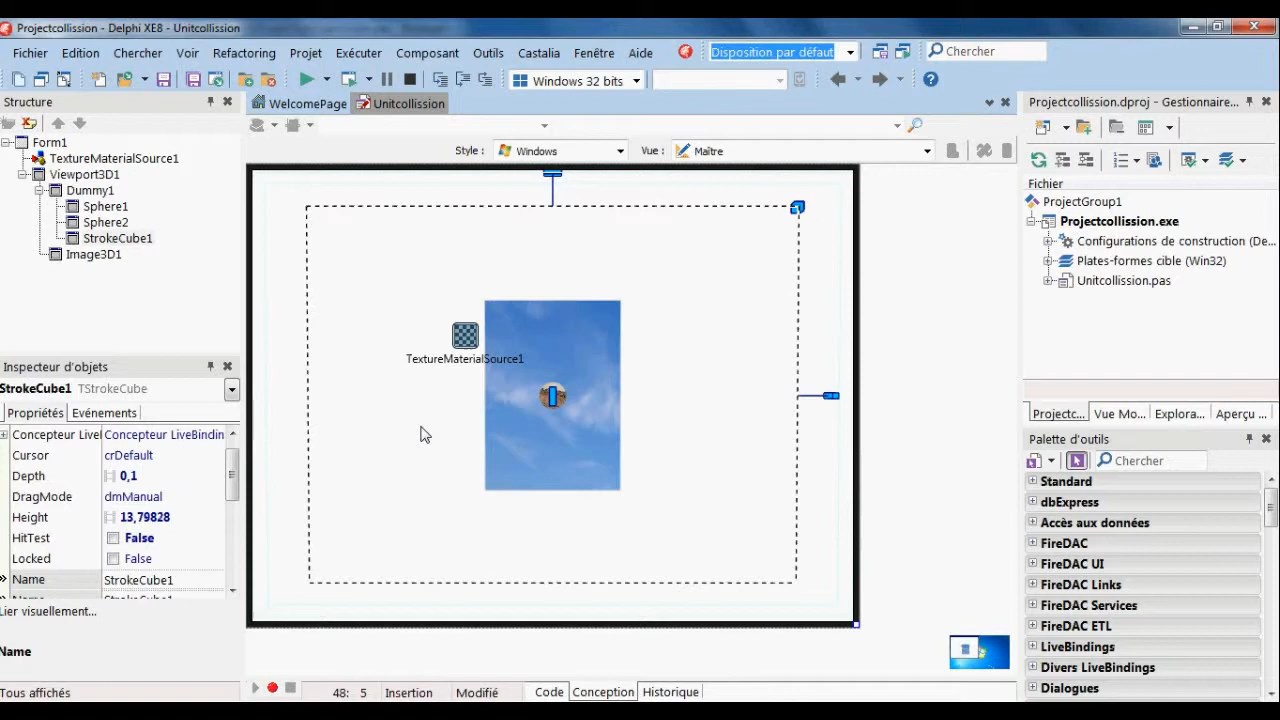 Projectcollission - Delphi XE8 - Unitcollission
Fichier Edition Chercher Voir Refactoring Projet Exécuter Composant Outils Castalia Fenêtre Aide Disposition par défaut Chercher
Windows 32 bits
Structure
WelcomePage Unitcollission
Projectcollission.dproj - Gestionnaire...
Form1
TextureMaterialSource1
Viewport3D1
Dummy1
Sphere1
Sphere2
StrokeCube1
Image3D1
Style : Windows Vue : Maître
TextureMaterialSource1
Fichier
ProjectGroup1
Projectcollission.exe
Configurations de construction (De...
Plates-formes cible (Win32)
Unitcollission.pas
Inspecteur d'objets
StrokeCube1 TStrokeCube
Propriétés Evénements
Concepteur LiveI Concepteur LiveBindin
Cursor crDefault
Depth 0,1
DragMode dmManual
Height 13,79828
HitTest False
Locked False
Name StrokeCube1
Lier visuellement...
Name
Tous affichés
Projectc... Vue Mo... Explora... Aperçu ...
Palette d'outils
Chercher
Standard
dbExpress
Accès aux données
FireDAC
FireDAC UI
FireDAC Links
FireDAC Services
FireDAC ETL
LiveBindings
Divers LiveBindings
Dialogues
48: 5 Insertion Modifié Code Conception Historique